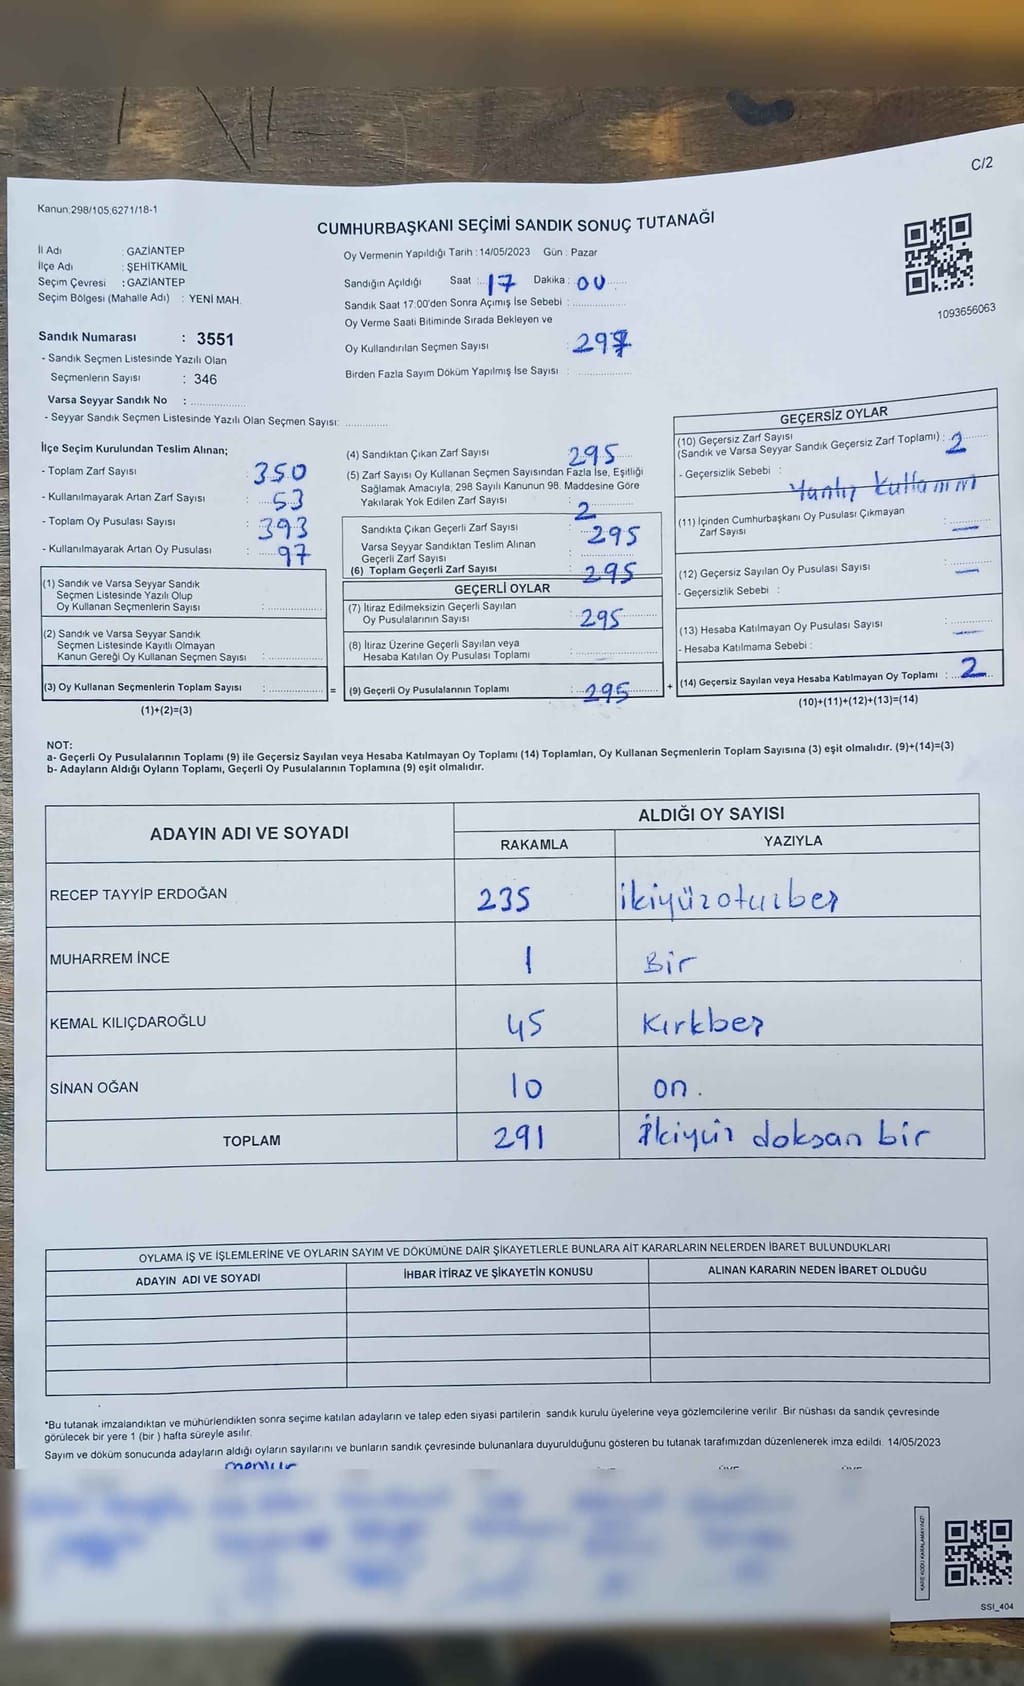 C/2
Kanun;298/105,6271/18-1
CUMHURBAŞKANI SEÇİMİ SANDIK SONUÇ TUTANAĞI
İl Adı : GAZİANTEP
İlçe Adı : ŞEHİTKAMİL
Seçim Çevresi : GAZİANTEP
Seçim Bölgesi (Mahalle Adı) : YENİ MAH.
Sandık Numarası : 3551
- Sandık Seçmen Listesinde Yazılı Olan
Seçmenlerin Sayısı : 346
Varsa Seyyar Sandık No : ....................
- Seyyar Sandık Seçmen Listesinde Yazılı Olan Seçmen Sayısı: ..............
Oy Vermenin Yapıldığı Tarih : 14/05/2023 Gün : Pazar
Sandığın Açıldığı Saat : 17 Dakika : 00
Sandık Saat 17:00'den Sonra Açımış İse Sebebi : ....................
Oy Verme Saati Bitiminde Sırada Bekleyen ve
Oy Kullandırılan Seçmen Sayısı : 297
Birden Fazla Sayım Döküm Yapılmış İse Sayısı : ....................
1093656063
İlçe Seçim Kurulundan Teslim Alınan;
- Toplam Zarf Sayısı : 350
- Kullanılmayarak Artan Zarf Sayısı : 53
- Toplam Oy Pusulası Sayısı : 393
- Kullanılmayarak Artan Oy Pusulası : 97
(1) Sandık ve Varsa Seyyar Sandık
Seçmen Listesinde Yazılı Olup
Oy Kullanan Seçmenlerin Sayısı : ....................
(2) Sandık ve Varsa Seyyar Sandık
Seçmen Listesinde Kayıtlı Olmayan
Kanun Gereği Oy Kullanan Seçmen Sayısı : ....................
(3) Oy Kullanan Seçmenlerin Toplam Sayısı : .................... =
(1)+(2)=(3)
(4) Sandıktan Çıkan Zarf Sayısı : 295
(5) Zarf Sayısı Oy Kullanan Seçmen Sayısından Fazla İse, Eşitliği
Sağlamak Amacıyla, 298 Sayılı Kanunun 98. Maddesine Göre
Yakılarak Yok Edilen Zarf Sayısı : 2
Sandıkta Çıkan Geçerli Zarf Sayısı : 295
Varsa Seyyar Sandıktan Teslim Alınan
Geçerli Zarf Sayısı : ....................
(6) Toplam Geçerli Zarf Sayısı : 295
GEÇERLİ OYLAR
(7) İtiraz Edilmeksizin Geçerli Sayılan
Oy Pusulalarının Sayısı : 295
(8) İtiraz Üzerine Geçerli Sayılan veya
Hesaba Katılan Oy Pusulası Toplamı : ....................
(9) Geçerli Oy Pusulalarının Toplamı : 295 +
GEÇERSİZ OYLAR
(10) Geçersiz Zarf Sayısı
(Sandık ve Varsa Seyyar Sandık Geçersiz Zarf Toplamı) : 2
- Geçersizlik Sebebi :
Yanlış kullanım
(11) İçinden Cumhurbaşkanı Oy Pusulası Çıkmayan
Zarf Sayısı : —
(12) Geçersiz Sayılan Oy Pusulası Sayısı : —
- Geçersizlik Sebebi :
(13) Hesaba Katılmayan Oy Pusulası Sayısı : —
- Hesaba Katılmama Sebebi :
(14) Geçersiz Sayılan veya Hesaba Katılmayan Oy Toplamı : 2
(10)+(11)+(12)+(13)=(14)
NOT:
a- Geçerli Oy Pusulalarının Toplamı (9) ile Geçersiz Sayılan veya Hesaba Katılmayan Oy Toplamı (14) Toplamları, Oy Kullanan Seçmenlerin Toplam Sayısına (3) eşit olmalıdır. (9)+(14)=(3)
b- Adayların Aldığı Oyların Toplamı, Geçerli Oy Pusulalarının Toplamına (9) eşit olmalıdır.
ADAYIN ADI VE SOYADI ALDIĞI OY SAYISI
RAKAMLA YAZIYLA
RECEP TAYYİP ERDOĞAN 235 ikiyüzotuzbeş
MUHARREM İNCE 1 Bir
KEMAL KILIÇDAROĞLU 45 Kırkbeş
SİNAN OĞAN 10 on.
TOPLAM 291 İkiyüz doksan bir
OYLAMA İŞ VE İŞLEMLERİNE VE OYLARIN SAYIM VE DÖKÜMÜNE DAİR ŞİKAYETLERLE BUNLARA AİT KARARLARIN NELERDEN İBARET BULUNDUKLARI
ADAYIN ADI VE SOYADI İHBAR İTİRAZ VE ŞİKAYETİN KONUSU ALINAN KARARIN NEDEN İBARET OLDUĞU
*Bu tutanak imzalandıktan ve mühürlendikten sonra seçime katılan adayların ve talep eden siyasi partilerin sandık kurulu üyelerine veya gözlemcilerine verilir. Bir nüshası da sandık çevresinde
görülecek bir yere 1 (bir ) hafta süreyle asılır.
Sayım ve döküm sonucunda adayların aldığı oyların sayılarını ve bunların sandık çevresinde bulunanlara duyurulduğunu gösteren bu tutanak tarafımızdan düzenlenerek imza edildi. 14/05/2023
memur
KARE KODU KARALAMAYINIZ!
SSI_404